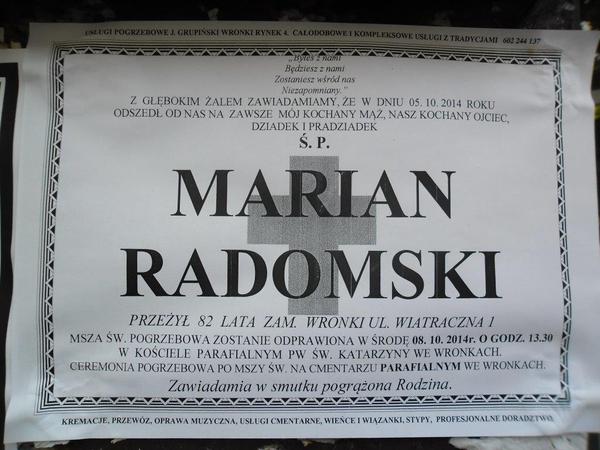 USŁUGI POGRZEBOWE J. GRUPIŃSKI WRONKI RYNEK 4. CAŁODOBOWE I KOMPLEKSOWE USŁUGI Z TRADYCJAMI 602 244 137
„Byłeś z nami
Będziesz z nami
Zostaniesz wśród nas
Niezapomniany."
Z GŁĘBOKIM ŻALEM ZAWIADAMIAMY, ŻE W DNIU 05. 10. 2014 ROKU
ODSZEDŁ OD NAS NA ZAWSZE MÓJ KOCHANY MĄŻ, NASZ KOCHANY OJCIEC,
DZIADEK I PRADZIADEK
Ś. P.
MARIAN
RADOMSKI
PRZEŻYŁ 82 LATA ZAM. WRONKI UL. WIATRACZNA 1
MSZA ŚW. POGRZEBOWA ZOSTANIE ODPRAWIONA W ŚRODĘ 08. 10. 2014r. O GODZ. 13.30
W KOŚCIELE PARAFIALNYM PW ŚW. KATARZYNY WE WRONKACH.
CEREMONIA POGRZEBOWA PO MSZY ŚW. NA CMENTARZU PARAFIALNYM WE WRONKACH.
Zawiadamia w smutku pogrążona Rodzina.
KREMACJE, PRZEWÓZ, OPRAWA MUZYCZNA, USŁUGI CMENTARNE, WIEŃCE I WIĄZANKI, STYPY, PROFESJONALNE DORADZTWO